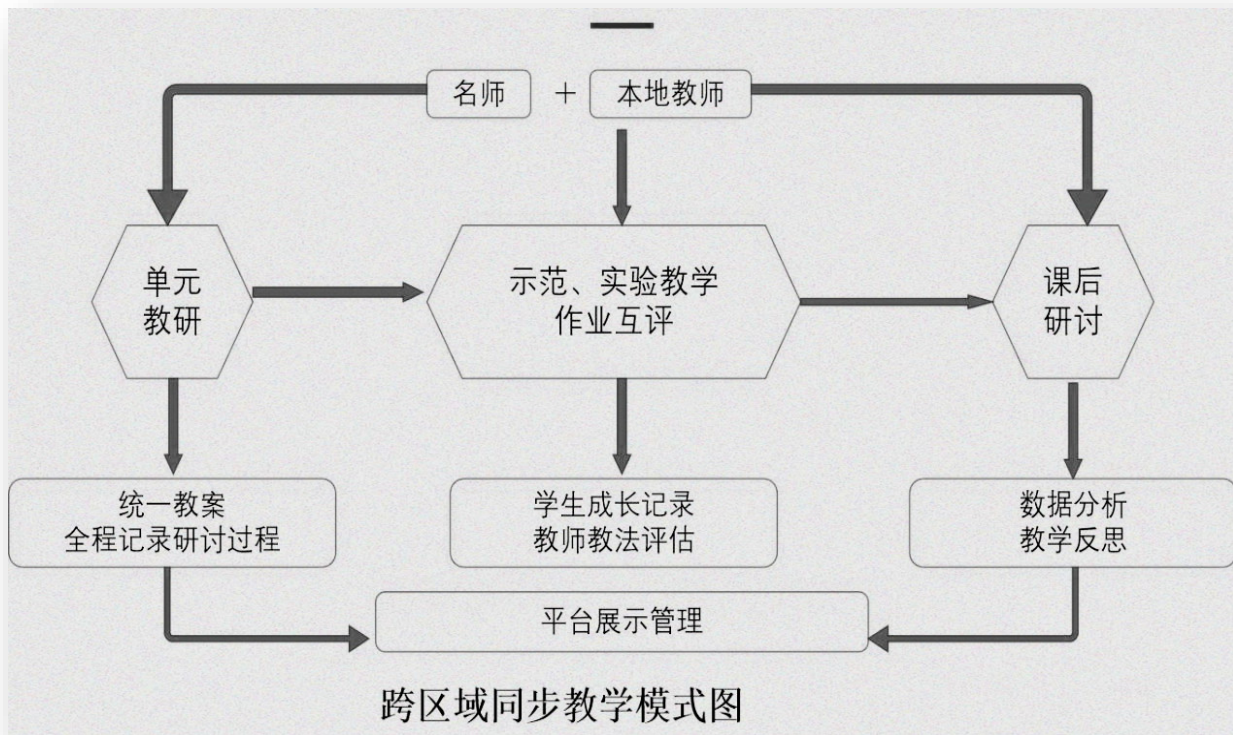 名师 + 本地教师
单元
教研
示范、实验教学
作业互评
课后
研讨
统一教案
全程记录研讨过程
学生成长记录
教师教法评估
数据分析
教学反思
平台展示管理
跨区域同步教学模式图